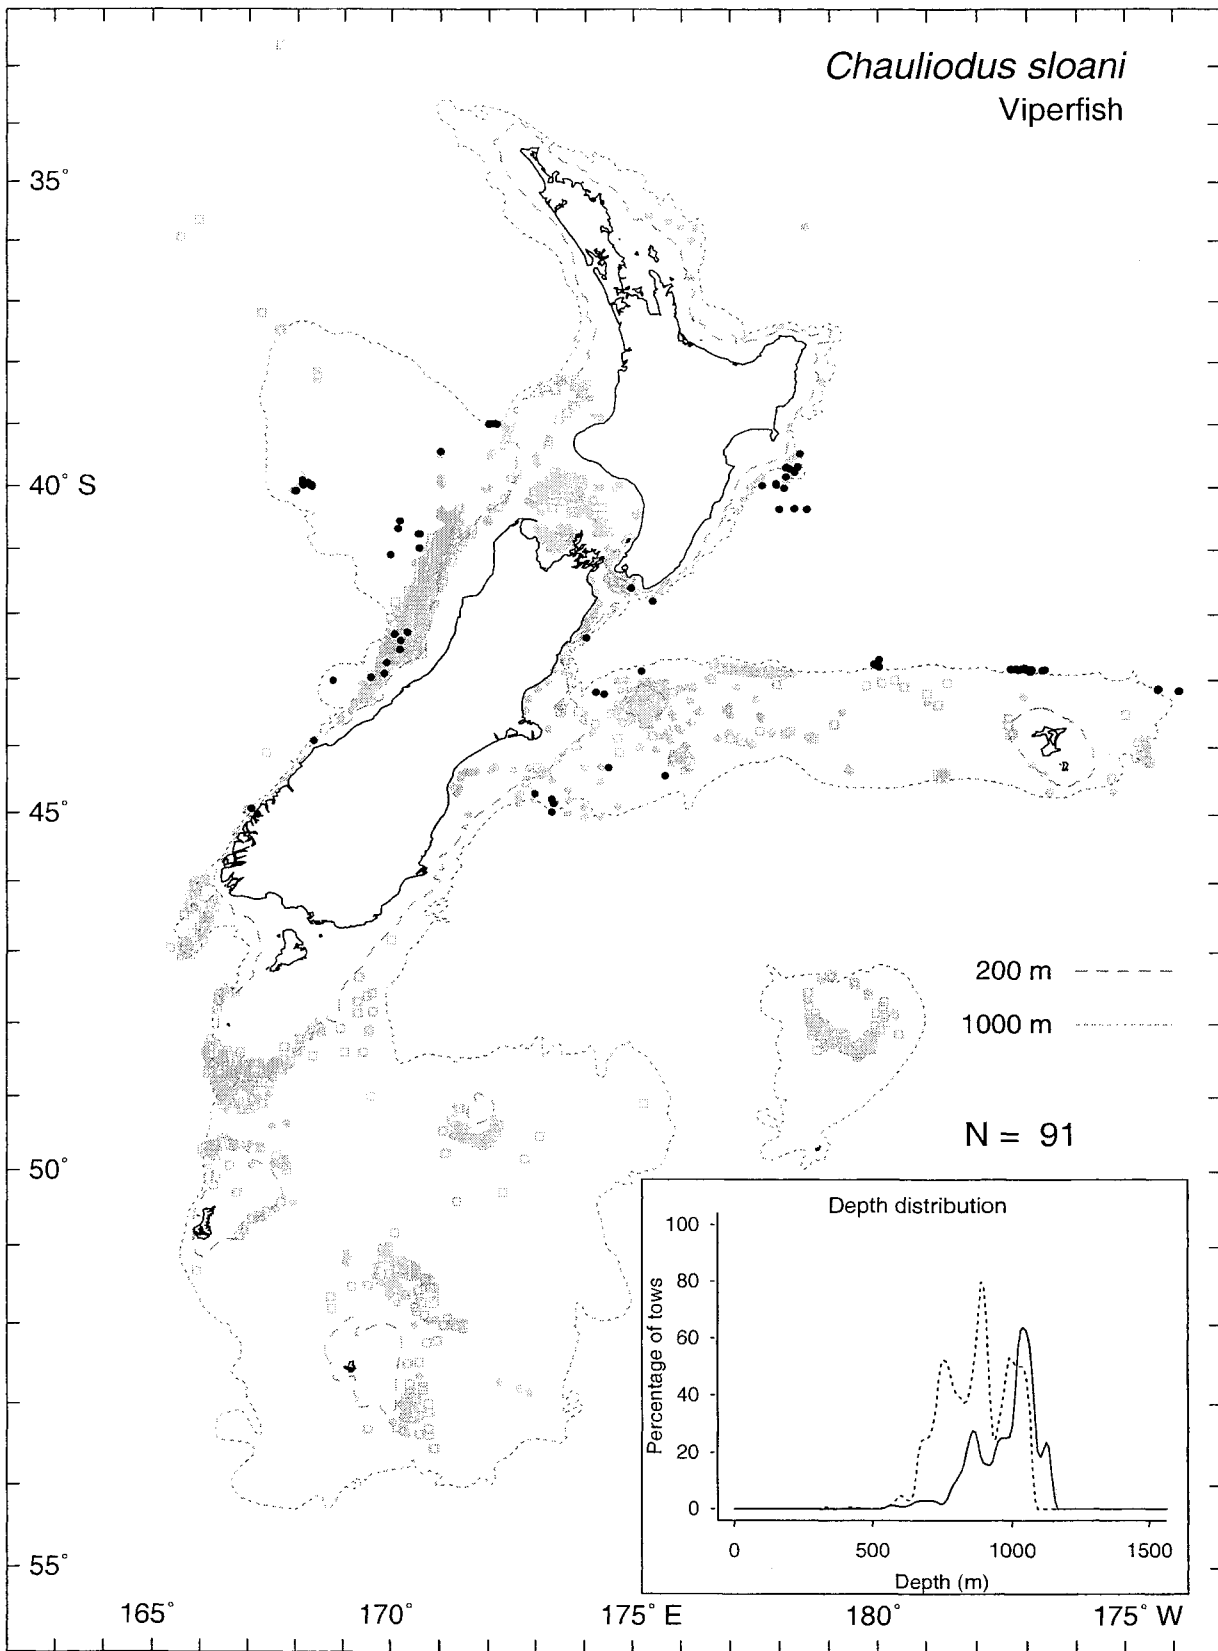 Chauliodus sloani
Viperfish
35°
40° S
45°
200 m
1000 m
N = 91
50°
Depth distribution
100
80
60
40
20
0
Percentage of tows
0 500 1000 1500
Depth (m)
55°
165° 170° 175° E 180° 175° W